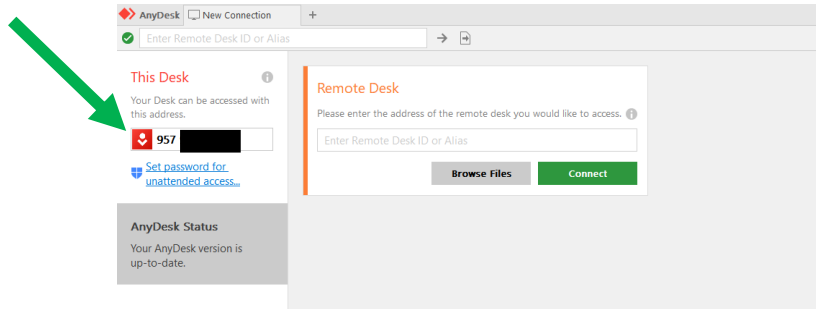 AnyDesk New Connection +
Enter Remote Desk ID or Alias
This Desk
Your Desk can be accessed with
this address.
957
Set password for
unattended access...
AnyDesk Status
Your AnyDesk version is
up-to-date.
Remote Desk
Please enter the address of the remote desk you would like to access.
Enter Remote Desk ID or Alias
Browse Files Connect